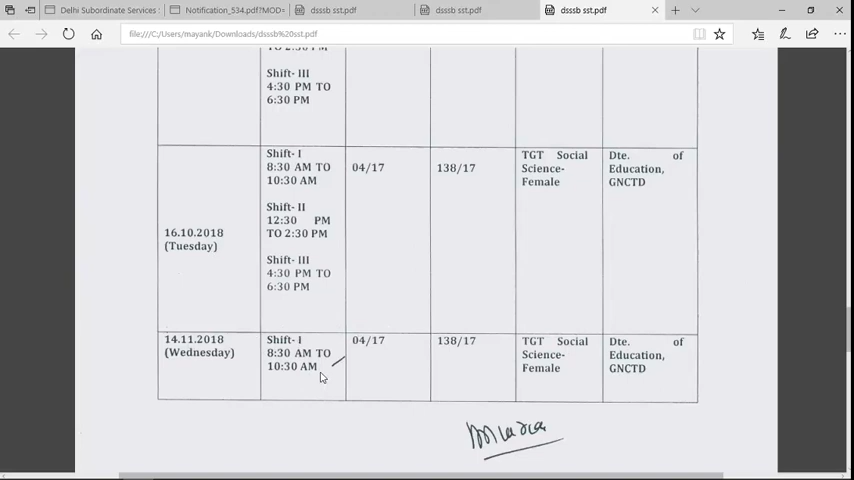 Delhi Subordinate Services :
Notification_534.pdf?MOD=
dsssb sst.pdf
dsssb sst.pdf
dsssb sst.pdf
file:///C:/Users/mayank/Downloads/dsssb%20sst.pdf
TO 2:30 PM
Shift- III
4:30 PM TO
6:30 PM
16.10.2018
(Tuesday)
Shift- I
8:30 AM TO
10:30 AM
Shift- II
12:30 PM
TO 2:30 PM
Shift- III
4:30 PM TO
6:30 PM
04/17
138/17
TGT Social
Science-
Female
Dte. of
Education,
GNCTD
14.11.2018
(Wednesday)
Shift- I
8:30 AM TO
10:30 AM
04/17
138/17
TGT Social
Science-
Female
Dte. of
Education,
GNCTD